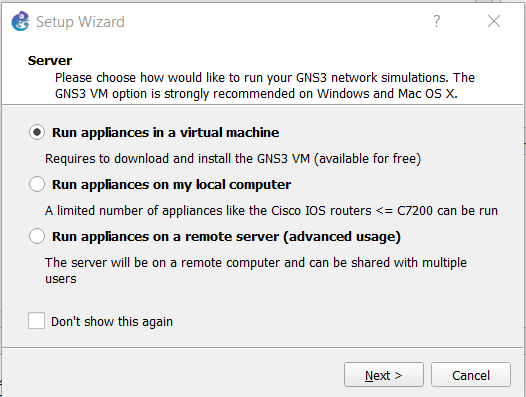 Setup Wizard
Server
Please choose how would like to run your GNS3 network simulations. The
GNS3 VM option is strongly recommended on Windows and Mac OS X.
Run appliances in a virtual machine
Requires to download and install the GNS3 VM (available for free)
Run appliances on my local computer
A limited number of appliances like the Cisco IOS routers <= C7200 can be run
Run appliances on a remote server (advanced usage)
The server will be on a remote computer and can be shared with multiple
users
Don't show this again
Next > Cancel